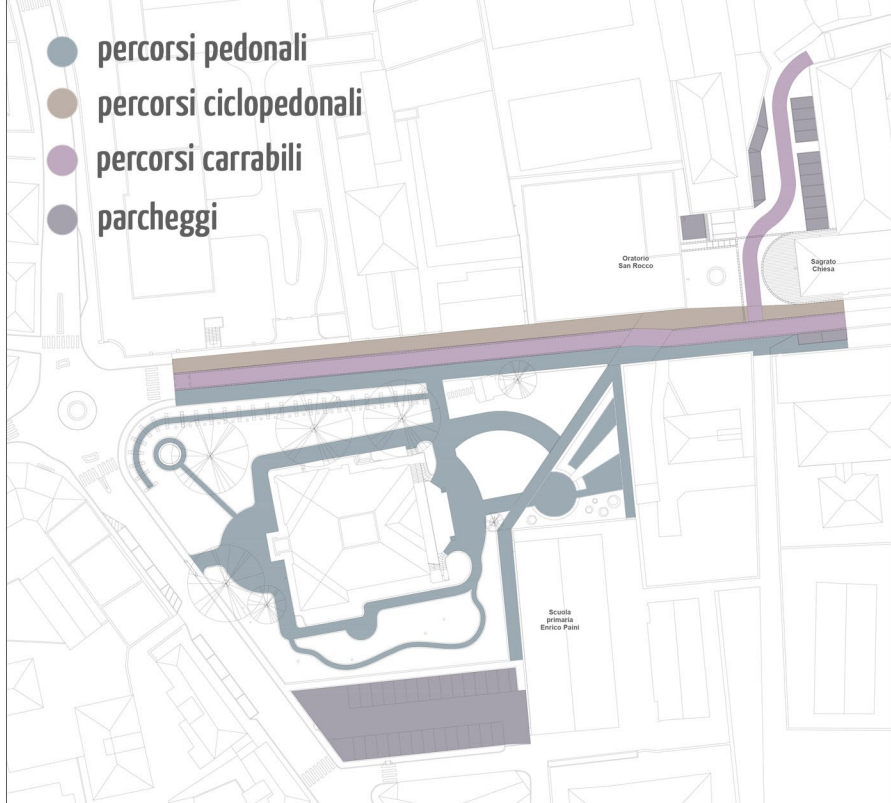 percorsi pedonali
percorsi ciclopedonali
percorsi carrabili
parcheggi
Oratorio
San Rocco
Sagrato
Chiesa
Scuola
primaria
Enrico Paini